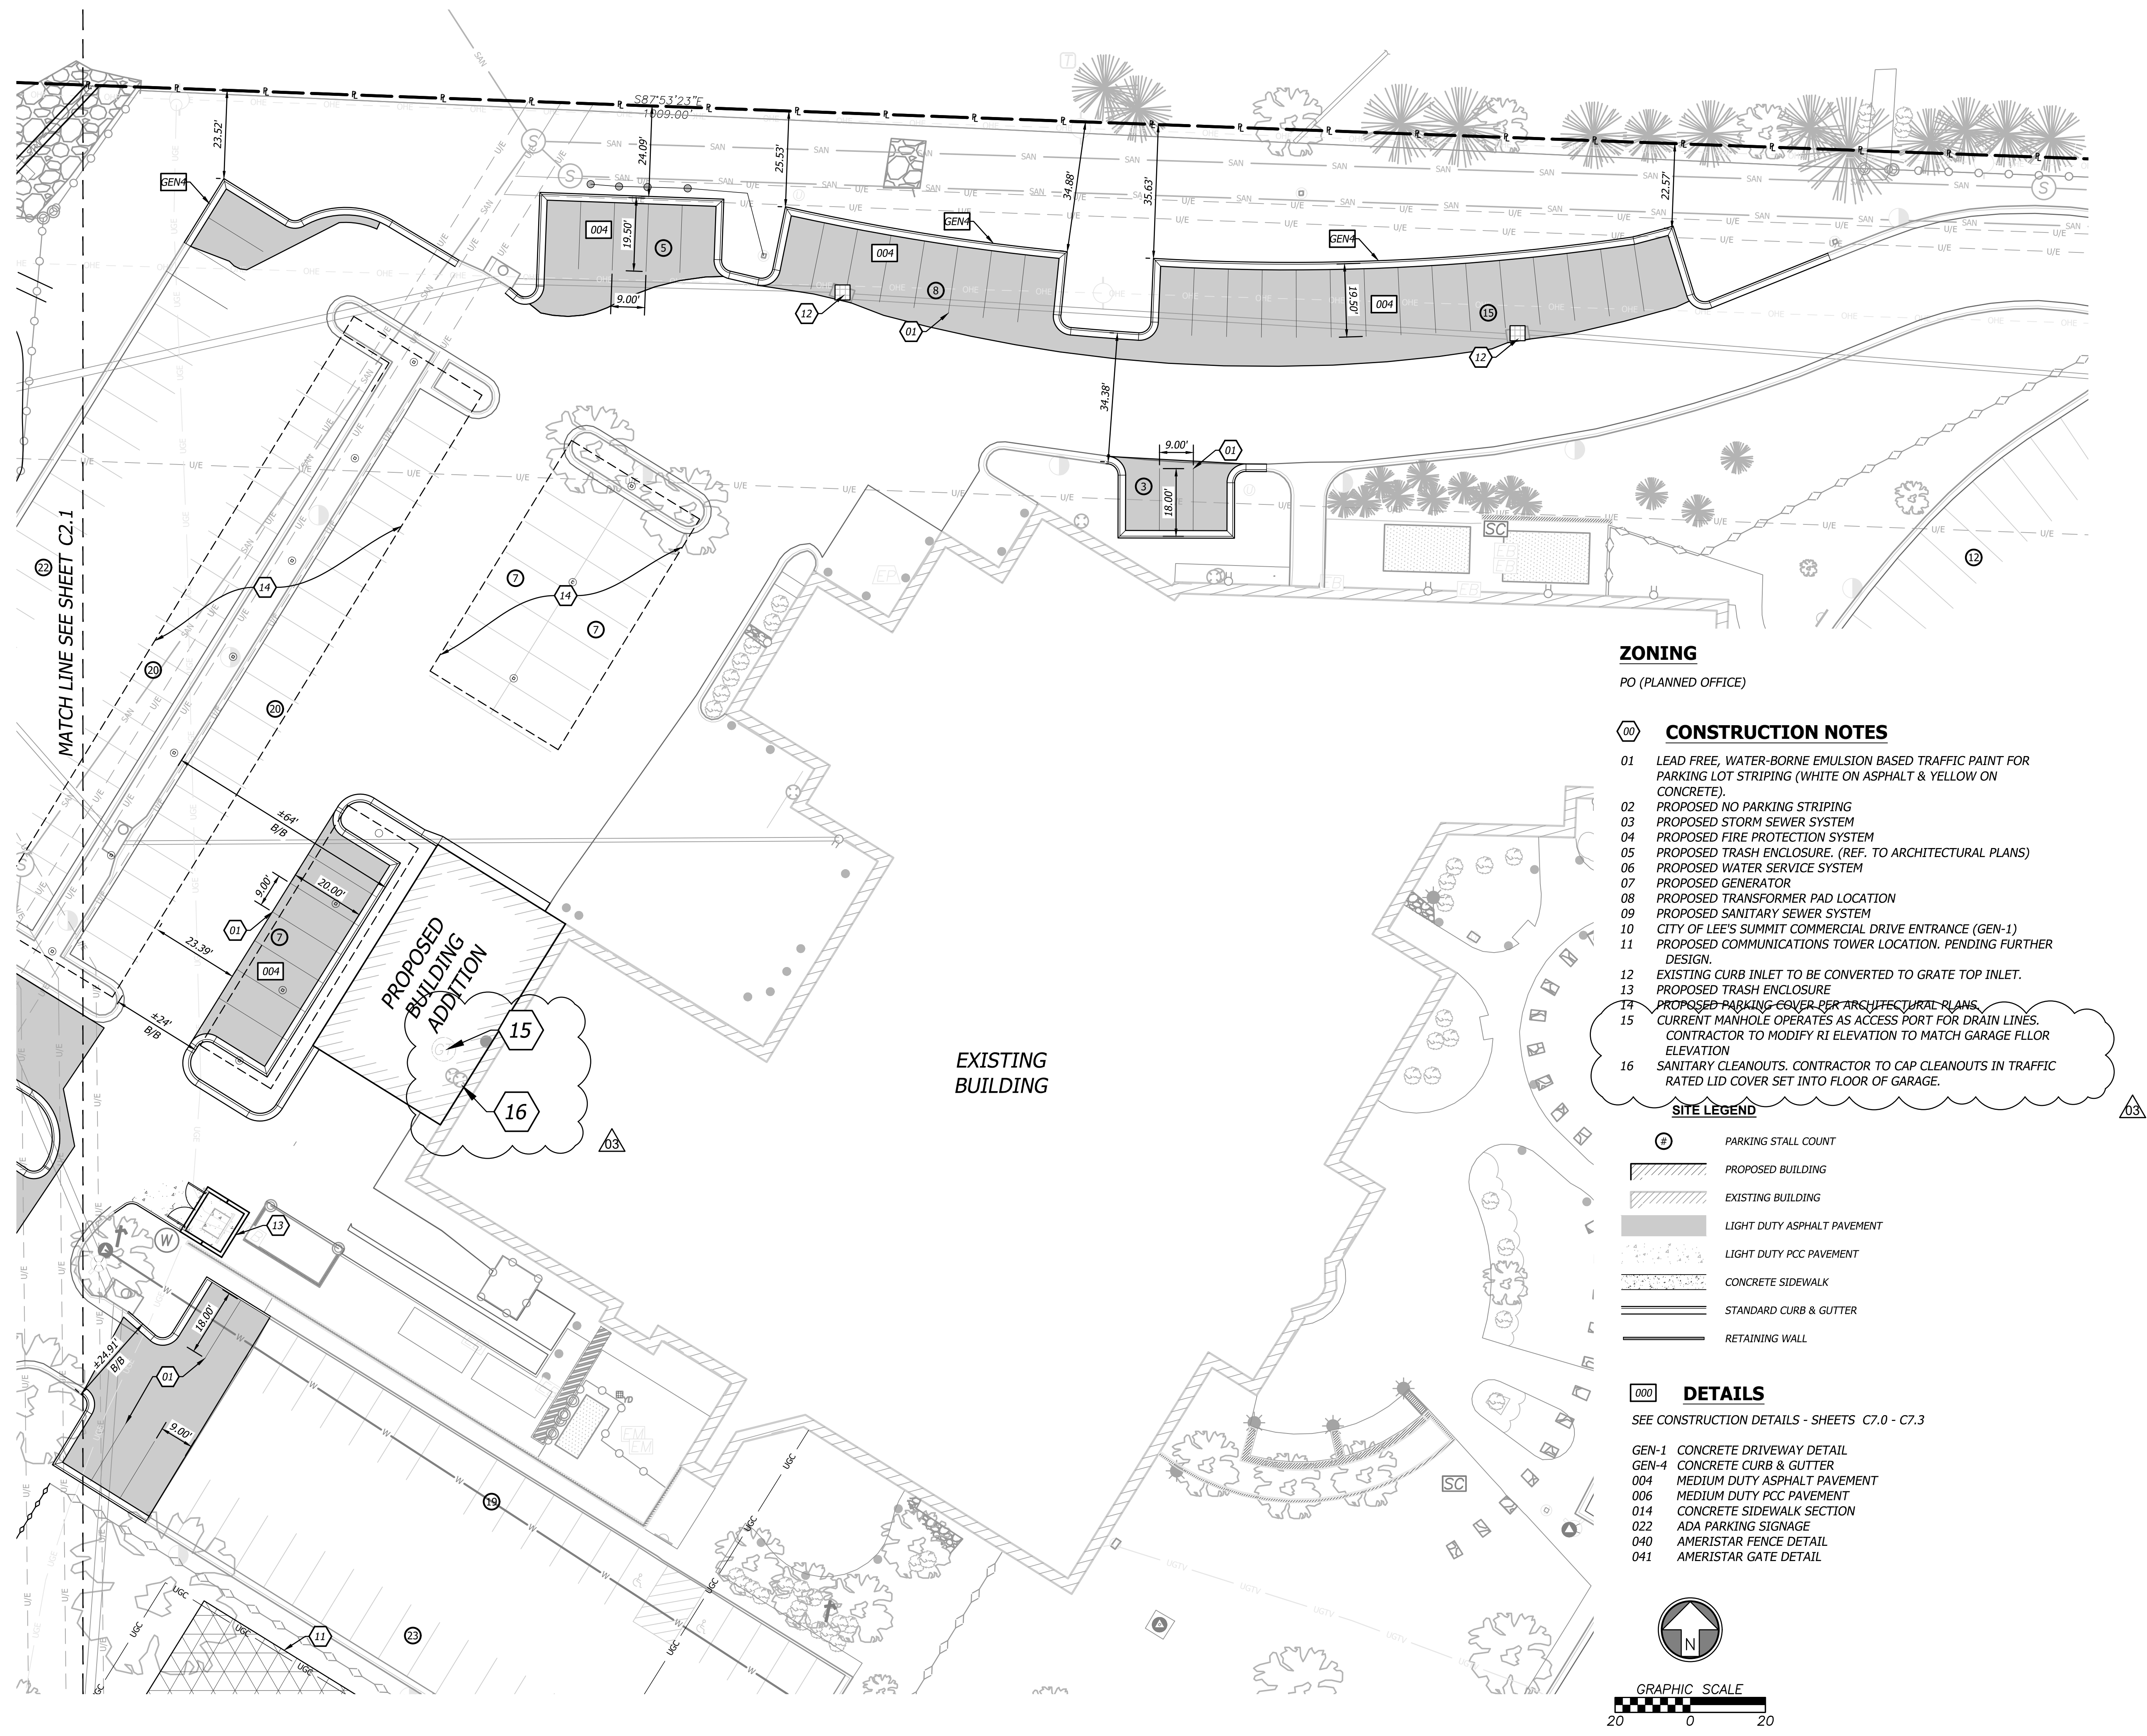 S87°53'23"E
1009.00'
23.52'
24.09'
25.53'
34.88'
35.63'
22.57'
GEN4
004
19.50'
5
9.00'
GEN4
004
8
12
01
GEN4
19.50'
004
15
12
34.38'
9.00'
01
3
18.00'
SC
12
22
MATCH LINE SEE SHEET C2.1
14
20
20
7
14
7
±64'
B/B
9.00'
20.00'
01
7
23.39'
004
±24'
B/B
PROPOSED
BUILDING
ADDITION
15
16
03
EXISTING
BUILDING
13
W
18.00'
±24.91'
B/B
01
9.00'
19
11
23
SC
ZONING
PO (PLANNED OFFICE)
00 CONSTRUCTION NOTES
01 LEAD FREE, WATER-BORNE EMULSION BASED TRAFFIC PAINT FOR
PARKING LOT STRIPING (WHITE ON ASPHALT & YELLOW ON
CONCRETE).
02 PROPOSED NO PARKING STRIPING
03 PROPOSED STORM SEWER SYSTEM
04 PROPOSED FIRE PROTECTION SYSTEM
05 PROPOSED TRASH ENCLOSURE. (REF. TO ARCHITECTURAL PLANS)
06 PROPOSED WATER SERVICE SYSTEM
07 PROPOSED GENERATOR
08 PROPOSED TRANSFORMER PAD LOCATION
09 PROPOSED SANITARY SEWER SYSTEM
10 CITY OF LEE'S SUMMIT COMMERCIAL DRIVE ENTRANCE (GEN-1)
11 PROPOSED COMMUNICATIONS TOWER LOCATION. PENDING FURTHER
DESIGN.
12 EXISTING CURB INLET TO BE CONVERTED TO GRATE TOP INLET.
13 PROPOSED TRASH ENCLOSURE
14 PROPOSED PARKING COVER PER ARCHITECTURAL PLANS.
15 CURRENT MANHOLE OPERATES AS ACCESS PORT FOR DRAIN LINES.
CONTRACTOR TO MODIFY RI ELEVATION TO MATCH GARAGE FLLOR
ELEVATION
16 SANITARY CLEANOUTS. CONTRACTOR TO CAP CLEANOUTS IN TRAFFIC
RATED LID COVER SET INTO FLOOR OF GARAGE.
03
SITE LEGEND
# PARKING STALL COUNT
PROPOSED BUILDING
EXISTING BUILDING
LIGHT DUTY ASPHALT PAVEMENT
LIGHT DUTY PCC PAVEMENT
CONCRETE SIDEWALK
STANDARD CURB & GUTTER
RETAINING WALL
000 DETAILS
SEE CONSTRUCTION DETAILS - SHEETS C7.0 - C7.3
GEN-1 CONCRETE DRIVEWAY DETAIL
GEN-4 CONCRETE CURB & GUTTER
004 MEDIUM DUTY ASPHALT PAVEMENT
006 MEDIUM DUTY PCC PAVEMENT
014 CONCRETE SIDEWALK SECTION
022 ADA PARKING SIGNAGE
040 AMERISTAR FENCE DETAIL
041 AMERISTAR GATE DETAIL
N
GRAPHIC SCALE
20 0 20